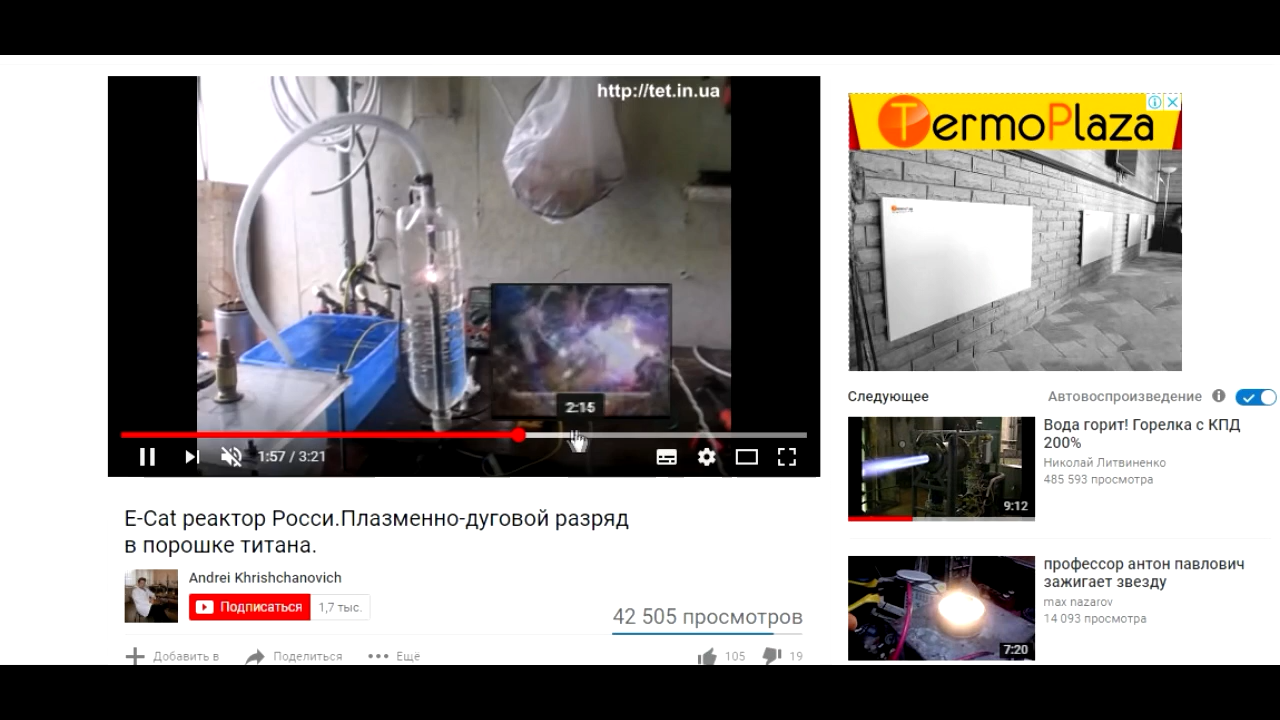 http://tet.in.ua
2:15
1:57 / 3:21
E-Cat реактор Росси.Плазменно-дуговой разряд
в порошке титана.
Andrei Khrishchanovich
Подписаться
1,7 тыс.
42 505 просмотров
Добавить в
Поделиться
Ещё
105
19
TermoPlaza
Следующее
Автовоспроизведение
Вода горит! Горелка с КПД
200%
Николай Литвиненко
485 593 просмотра
9:12
профессор антон павлович
зажигает звезду
max nazarov
14 093 просмотра
7:20